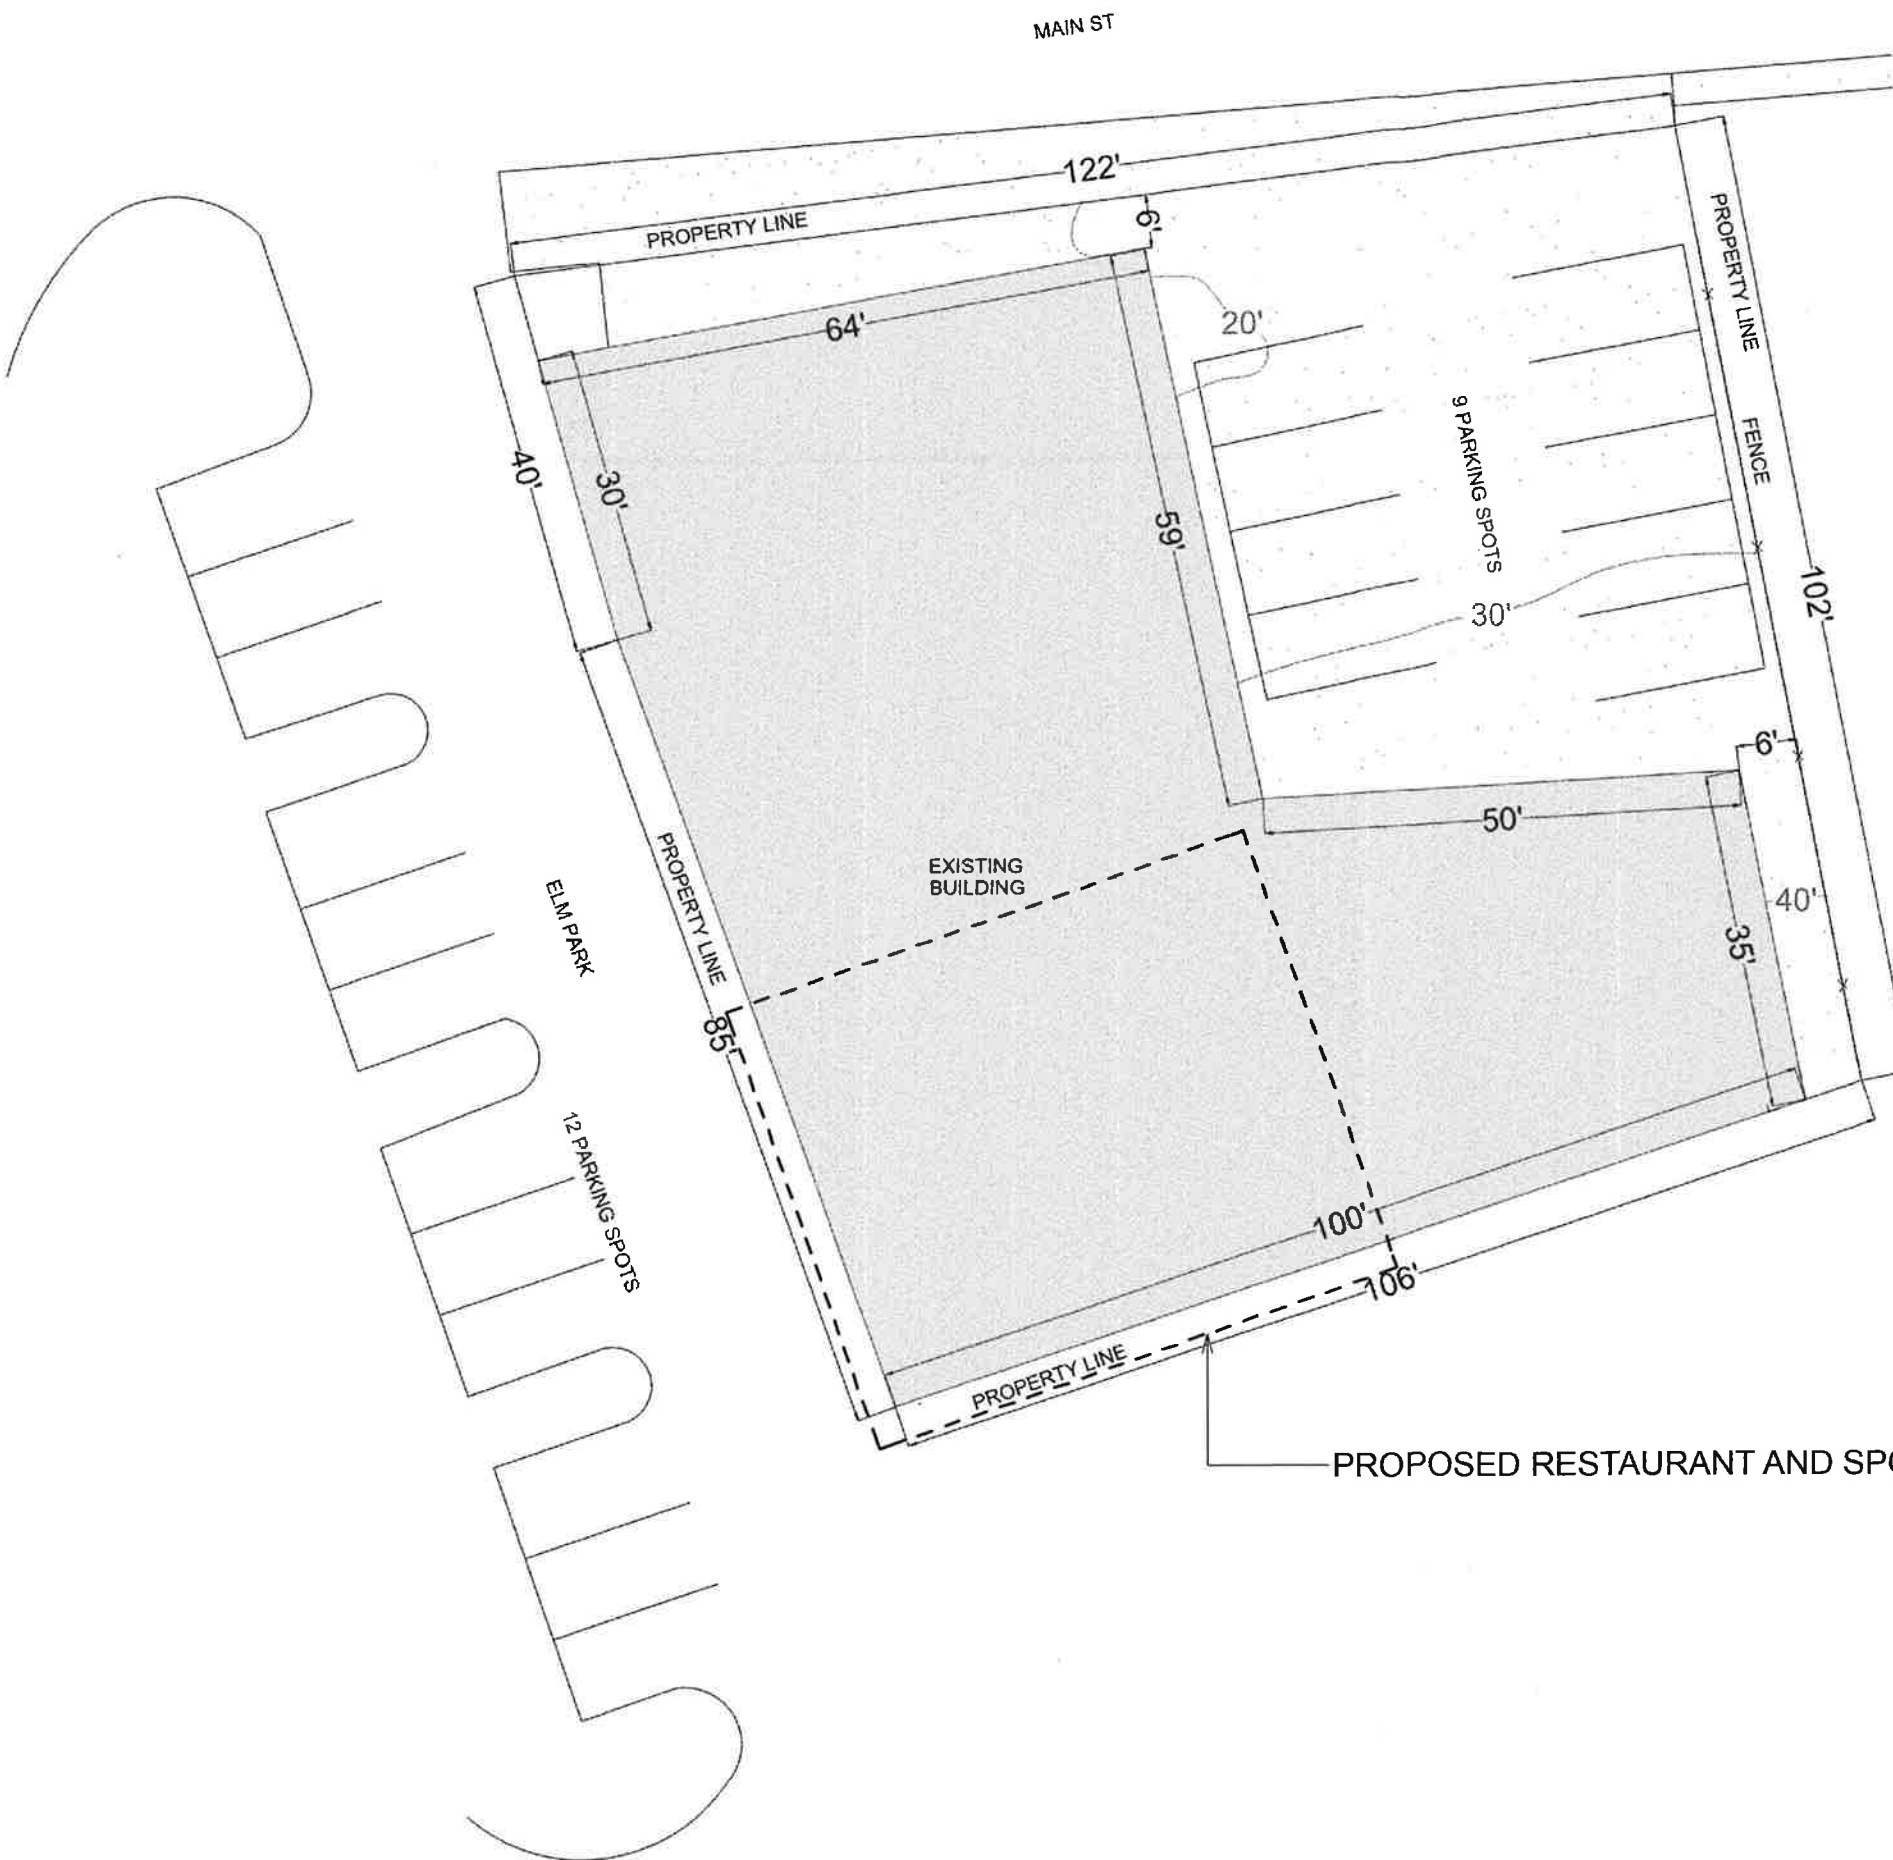 MAIN ST
122'
PROPERTY LINE
6'
PROPERTY LINE
64'
20'
40'
30'
9 PARKING SPOTS
FENCE
59'
30'
102'
6'
50'
PROPERTY LINE
EXISTING
BUILDING
40'
35'
ELM PARK
85'
12 PARKING SPOTS
100'
106'
PROPERTY LINE
PROPOSED RESTAURANT AND